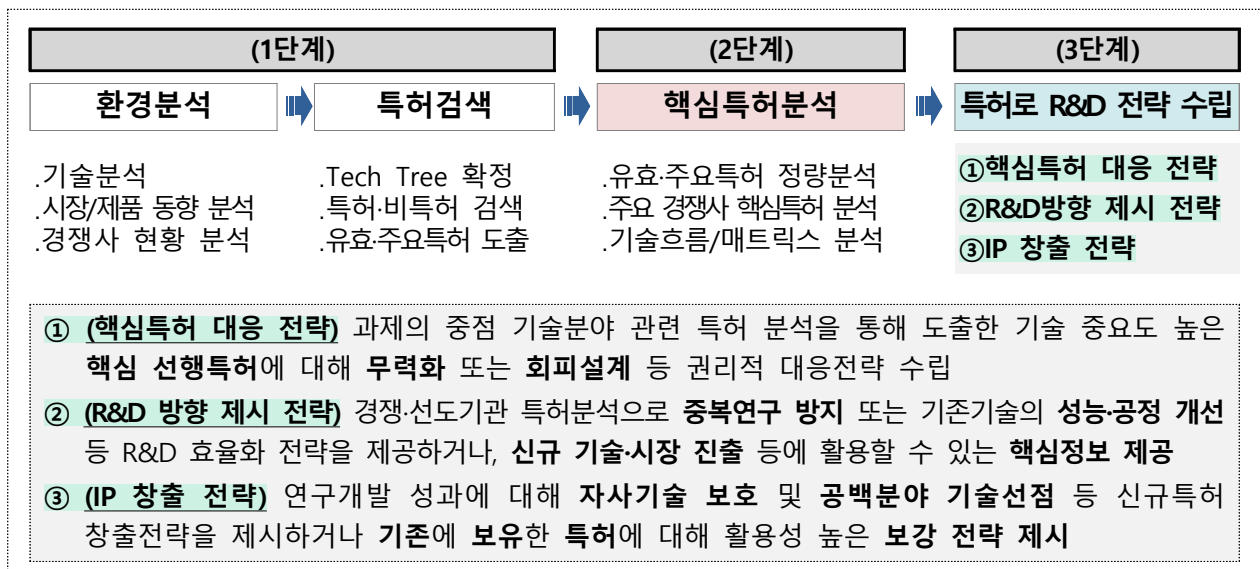 (1단계) (2단계) (3단계)
환경분석 특허검색 핵심특허분석 특허로 R&D 전략 수립
.기술분석
.시장/제품 동향 분석
.경쟁사 현황 분석
.Tech Tree 확정
.특허·비특허 검색
.유효·주요특허 도출
.유효·주요특허 정량분석
.주요 경쟁사 핵심특허 분석
.기술흐름/매트릭스 분석
①핵심특허 대응 전략
②R&D방향 제시 전략
③IP 창출 전략
① (핵심특허 대응 전략) 과제의 중점 기술분야 관련 특허 분석을 통해 도출한 기술 중요도 높은
핵심 선행특허에 대해 무력화 또는 회피설계 등 권리적 대응전략 수립
② (R&D 방향 제시 전략) 경쟁·선도기관 특허분석으로 중복연구 방지 또는 기존기술의 성능·공정 개선
등 R&D 효율화 전략을 제공하거나, 신규 기술·시장 진출 등에 활용할 수 있는 핵심정보 제공
③ (IP 창출 전략) 연구개발 성과에 대해 자사기술 보호 및 공백분야 기술선점 등 신규특허
창출전략을 제시하거나 기존에 보유한 특허에 대해 활용성 높은 보강 전략 제시